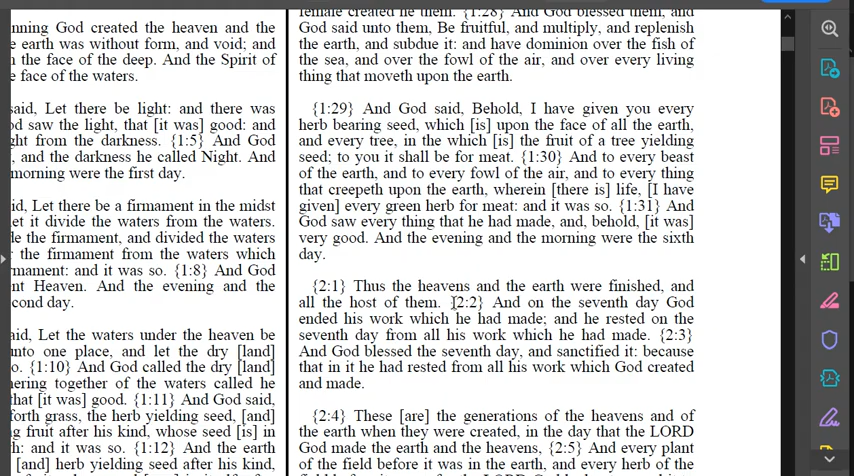 nning God created the heaven and the
e earth was without form, and void; and
n the face of the deep. And the Spirit of
e face of the waters.
said, Let there be light: and there was
od saw the light, that [it was] good: and
ght from the darkness. {1:5} And God
, and the darkness he called Night. And
morning were the first day.
id, Let there be a firmament in the midst
et it divide the waters from the waters.
de the firmament, and divided the waters
r the firmament from the waters which
rmament: and it was so. {1:8} And God
nt Heaven. And the evening and the
cond day.
aid, Let the waters under the heaven be
unto one place, and let the dry [land]
o. {1:10} And God called the dry [land]
hering together of the waters called he
that [it was] good. {1:11} And God said,
forth grass, the herb yielding seed, [and]
ng fruit after his kind, whose seed [is] in
h: and it was so. {1:12} And the earth
[and] herb yielding seed after his kind,
female created he them. {1:28} And God blessed them, and
God said unto them, Be fruitful, and multiply, and replenish
the earth, and subdue it: and have dominion over the fish of
the sea, and over the fowl of the air, and over every living
thing that moveth upon the earth.
{1:29} And God said, Behold, I have given you every
herb bearing seed, which [is] upon the face of all the earth,
and every tree, in the which [is] the fruit of a tree yielding
seed; to you it shall be for meat. {1:30} And to every beast
of the earth, and to every fowl of the air, and to every thing
that creepeth upon the earth, wherein [there is] life, [I have
given] every green herb for meat: and it was so. {1:31} And
God saw every thing that he had made, and, behold, [it was]
very good. And the evening and the morning were the sixth
day.
{2:1} Thus the heavens and the earth were finished, and
all the host of them. {2:2} And on the seventh day God
ended his work which he had made; and he rested on the
seventh day from all his work which he had made. {2:3}
And God blessed the seventh day, and sanctified it: because
that in it he had rested from all his work which God created
and made.
{2:4} These [are] the generations of the heavens and of
the earth when they were created, in the day that the LORD
God made the earth and the heavens, {2:5} And every plant
of the field before it was in the earth, and every herb of the